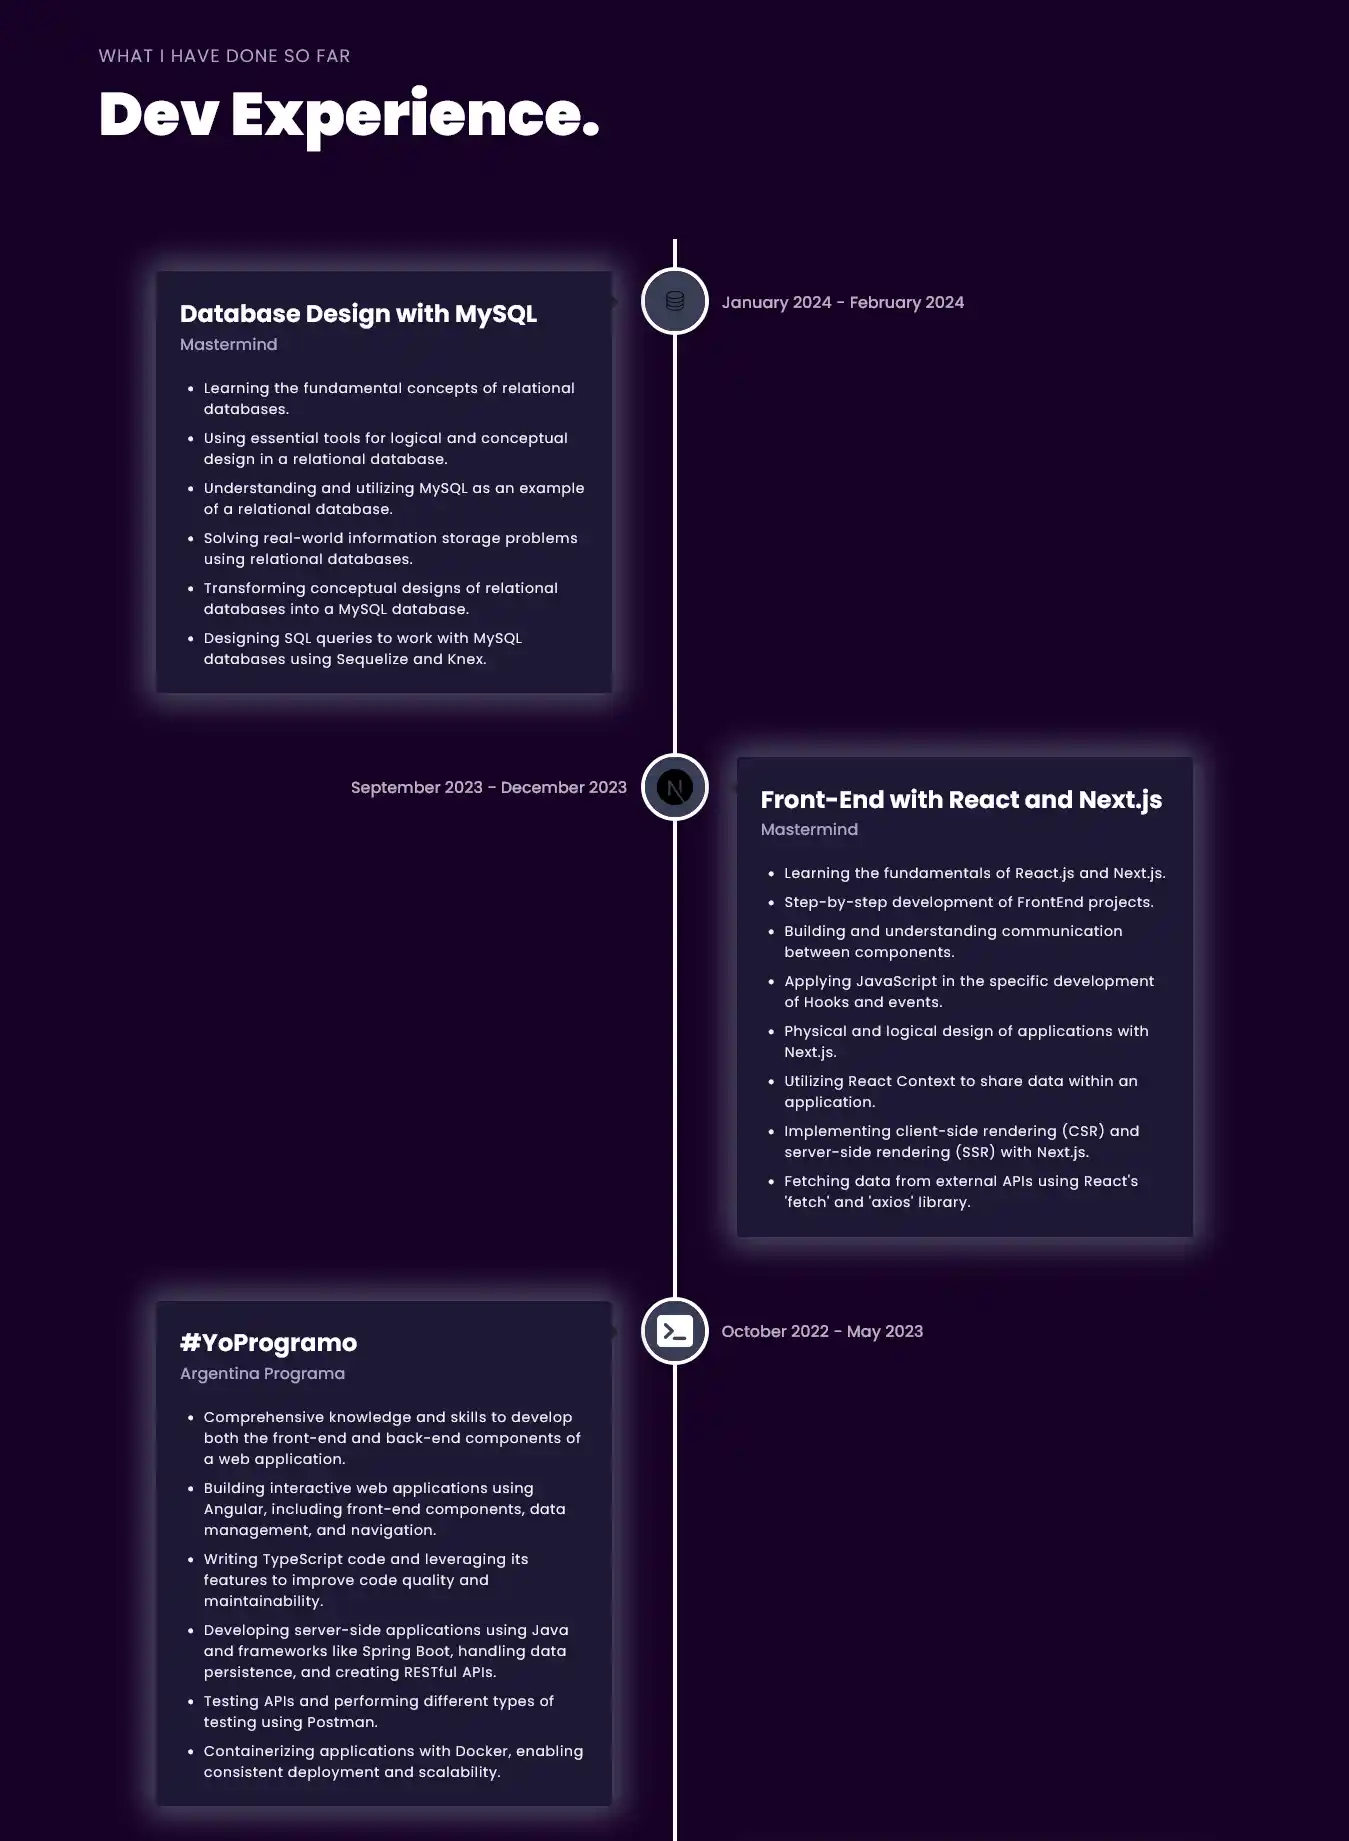 WHAT I HAVE DONE SO FAR
Dev Experience.
Database Design with MySQL
Mastermind
• Learning the fundamental concepts of relational
databases.
• Using essential tools for logical and conceptual
design in a relational database.
• Understanding and utilizing MySQL as an example
of a relational database.
• Solving real-world information storage problems
using relational databases.
• Transforming conceptual designs of relational
databases into a MySQL database.
• Designing SQL queries to work with MySQL
databases using Sequelize and Knex.
January 2024 - February 2024
September 2023 - December 2023
N
Front-End with React and Next.js
Mastermind
• Learning the fundamentals of React.js and Next.js.
• Step-by-step development of FrontEnd projects.
• Building and understanding communication
between components.
• Applying JavaScript in the specific development
of Hooks and events.
• Physical and logical design of applications with
Next.js.
• Utilizing React Context to share data within an
application.
• Implementing client-side rendering (CSR) and
server-side rendering (SSR) with Next.js.
• Fetching data from external APIs using React's
'fetch' and 'axios' library.
#YoProgramo
Argentina Programa
• Comprehensive knowledge and skills to develop
both the front-end and back-end components of
a web application.
• Building interactive web applications using
Angular, including front-end components, data
management, and navigation.
• Writing TypeScript code and leveraging its
features to improve code quality and
maintainability.
• Developing server-side applications using Java
and frameworks like Spring Boot, handling data
persistence, and creating RESTful APIs.
• Testing APIs and performing different types of
testing using Postman.
• Containerizing applications with Docker, enabling
consistent deployment and scalability.
October 2022 - May 2023